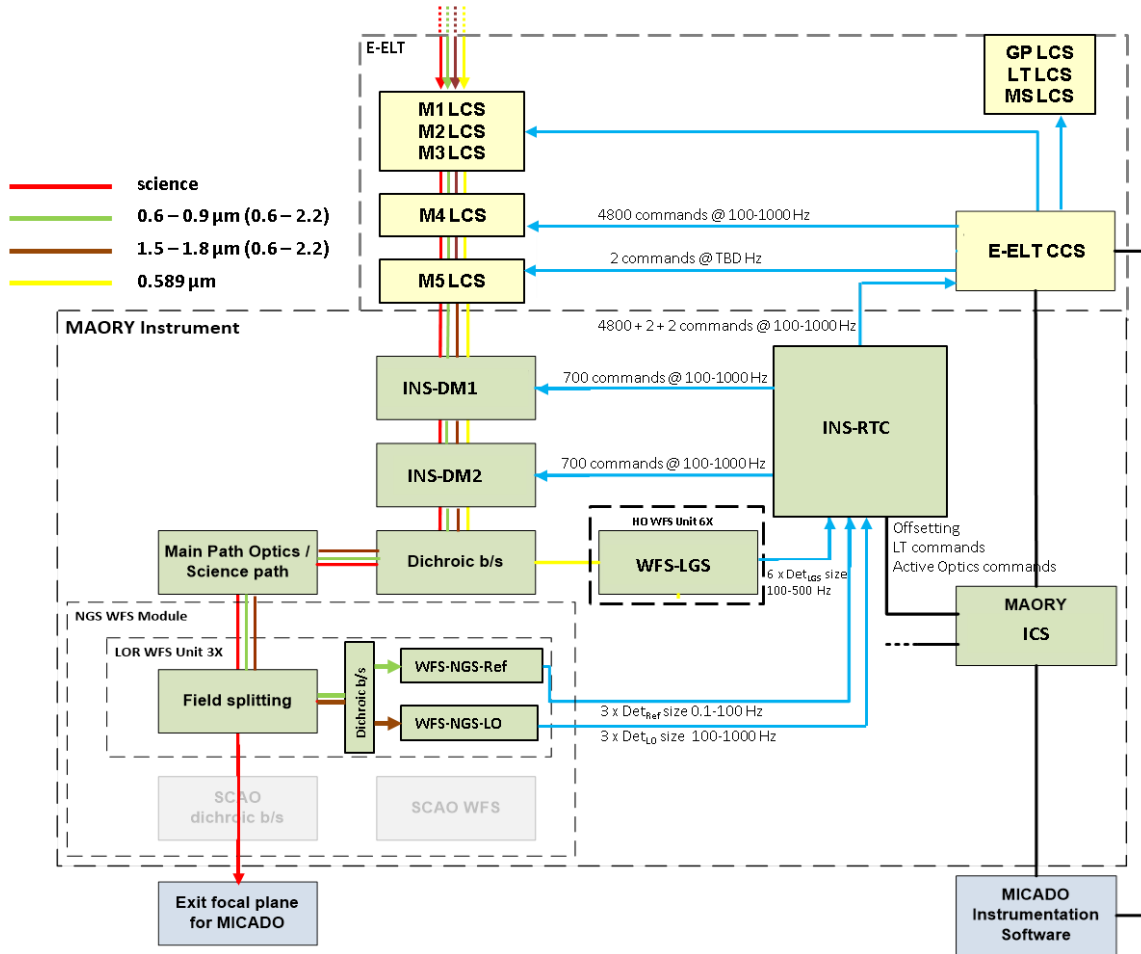 E-ELT
GP LCS
LT LCS
MS LCS
M1 LCS
M2 LCS
M3 LCS
science
0.6 – 0.9 µm (0.6 – 2.2)
1.5 – 1.8 µm (0.6 – 2.2)
0.589 µm
M4 LCS
4800 commands @ 100-1000 Hz
E-ELT CCS
2 commands @ TBD Hz
M5 LCS
MAORY Instrument
4800 + 2 + 2 commands @ 100-1000 Hz
INS-DM1
700 commands @ 100-1000 Hz
INS-RTC
INS-DM2
700 commands @ 100-1000 Hz
HO WFS Unit 6X
Offsetting
LT commands
Active Optics commands
Main Path Optics /
Science path
Dichroic b/s
WFS-LGS
6 x DetLGS size
100-500 Hz
MAORY
ICS
NGS WFS Module
LOR WFS Unit 3X
Field splitting
Dichroic b/s
WFS-NGS-Ref
WFS-NGS-LO
3 x DetRef size 0.1-100 Hz
3 x DetLO size 100-1000 Hz
SCAO
dichroic b/s
SCAO WFS
Exit focal plane
for MICADO
MICADO
Instrumentation
Software